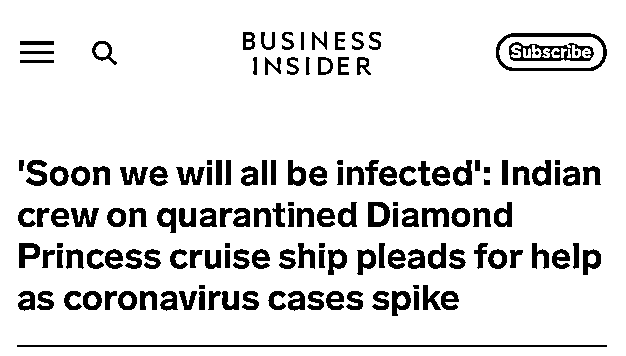 BUSINESS
INSIDER
Subscribe
'Soon we will all be infected': Indian
crew on quarantined Diamond
Princess cruise ship pleads for help
as coronavirus cases spike